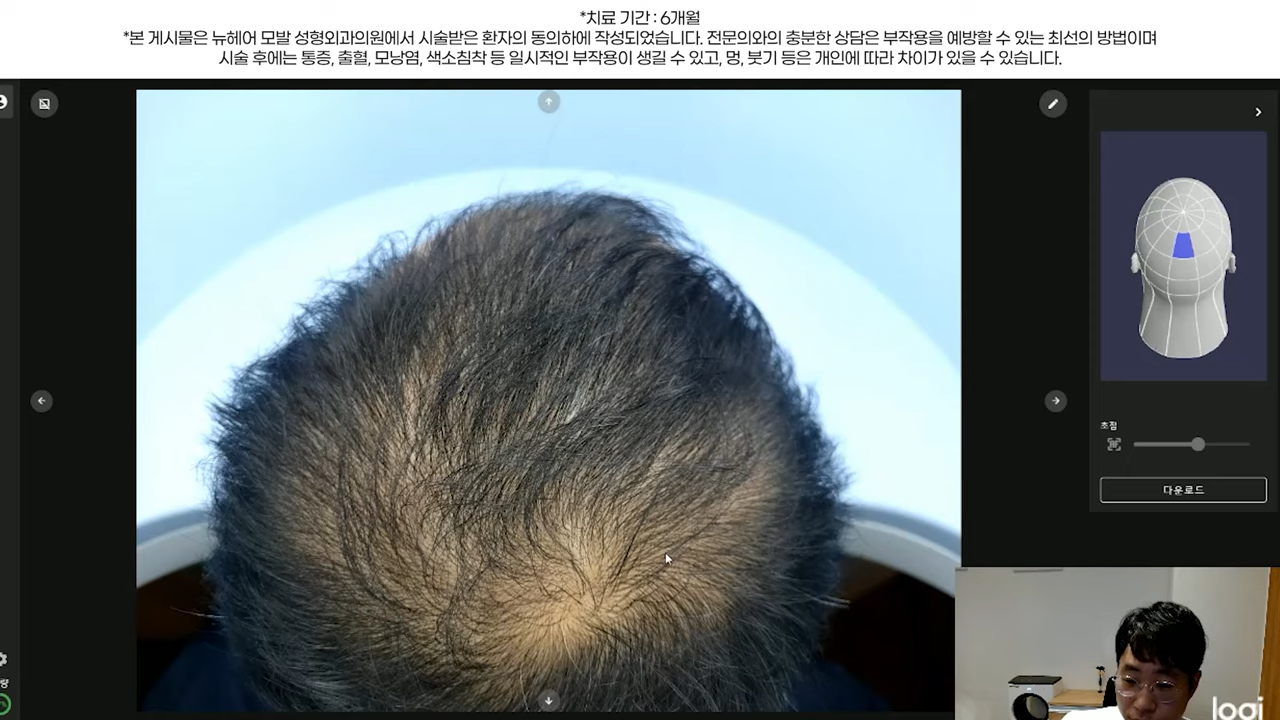 *치료 기간 : 6개월
*본 게시물은 뉴헤어 모발 성형외과의원에서 시술받은 환자의 동의하에 작성되었습니다. 전문의와의 충분한 상담은 부작용을 예방할 수 있는 최선의 방법이며
시술 후에는 통증, 출혈, 모낭염, 색소침착 등 일시적인 부작용이 생길 수 있고, 멍, 붓기 등은 개인에 따라 차이가 있을 수 있습니다.
초점
다운로드
량
logi